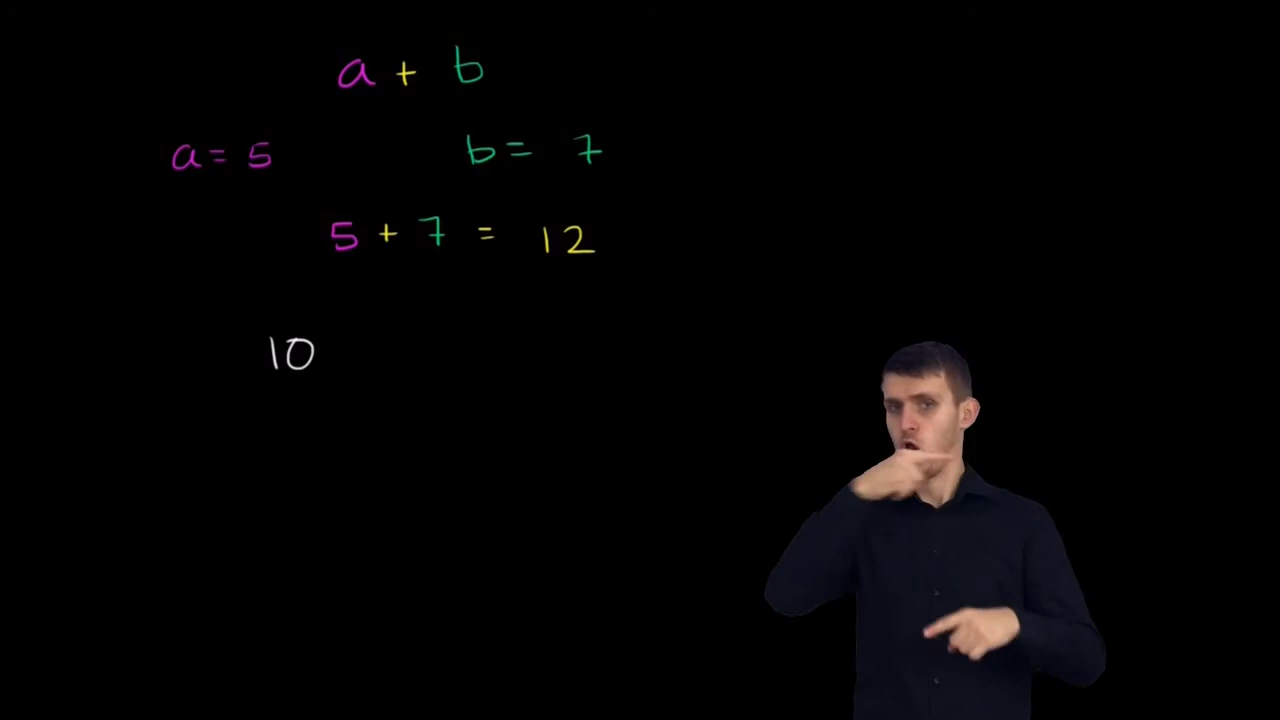 a + b
a = 5 b = 7
5 + 7 = 12
10